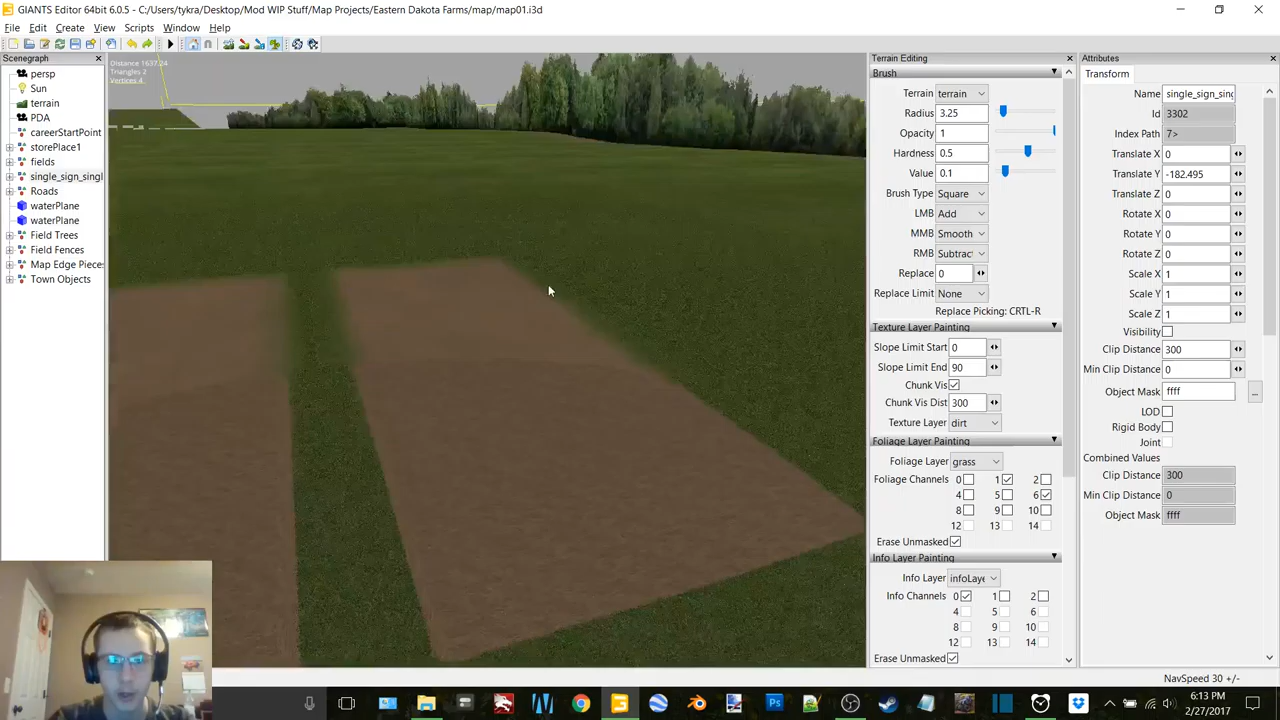 GIANTS Editor 64bit 6.0.5 - C:/Users/tykra/Desktop/Mod WIP Stuff/Map Projects/Eastern Dakota Farms/map/map01.i3d
File Edit Create View Scripts Window Help
Scenegraph
persp
Sun
terrain
PDA
careerStartPoint
storePlace1
fields
single_sign_singl
Roads
waterPlane
waterPlane
Field Trees
Field Fences
Map Edge Piece
Town Objects
Distance 1637.24
Triangles 2
Vertices 4
Terrain Editing
Brush
Terrain terrain
Radius 3.25
Opacity 1
Hardness 0.5
Value 0.1
Brush Type Square
LMB Add
MMB Smooth
RMB Subtract
Replace 0
Replace Limit None
Replace Picking: CRTL-R
Texture Layer Painting
Slope Limit Start 0
Slope Limit End 90
Chunk Vis
Chunk Vis Dist 300
Texture Layer dirt
Foliage Layer Painting
Foliage Layer grass
Foliage Channels 0 1 2
4 5 6
8 9 10
12 13 14
Erase Unmasked
Info Layer Painting
Info Layer infoLaye
Info Channels 0 1 2
4 5 6
8 9 10
12 13 14
Erase Unmasked
Attributes
Transform
Name single_sign_sing
Id 3302
Index Path 7>
Translate X 0
Translate Y -182.495
Translate Z 0
Rotate X 0
Rotate Y 0
Rotate Z 0
Scale X 1
Scale Y 1
Scale Z 1
Visibility
Clip Distance 300
Min Clip Distance 0
Object Mask ffff ...
LOD
Rigid Body
Joint
Combined Values
Clip Distance 300
Min Clip Distance 0
Object Mask ffff
NavSpeed 30 +/-
6:13 PM
2/27/2017